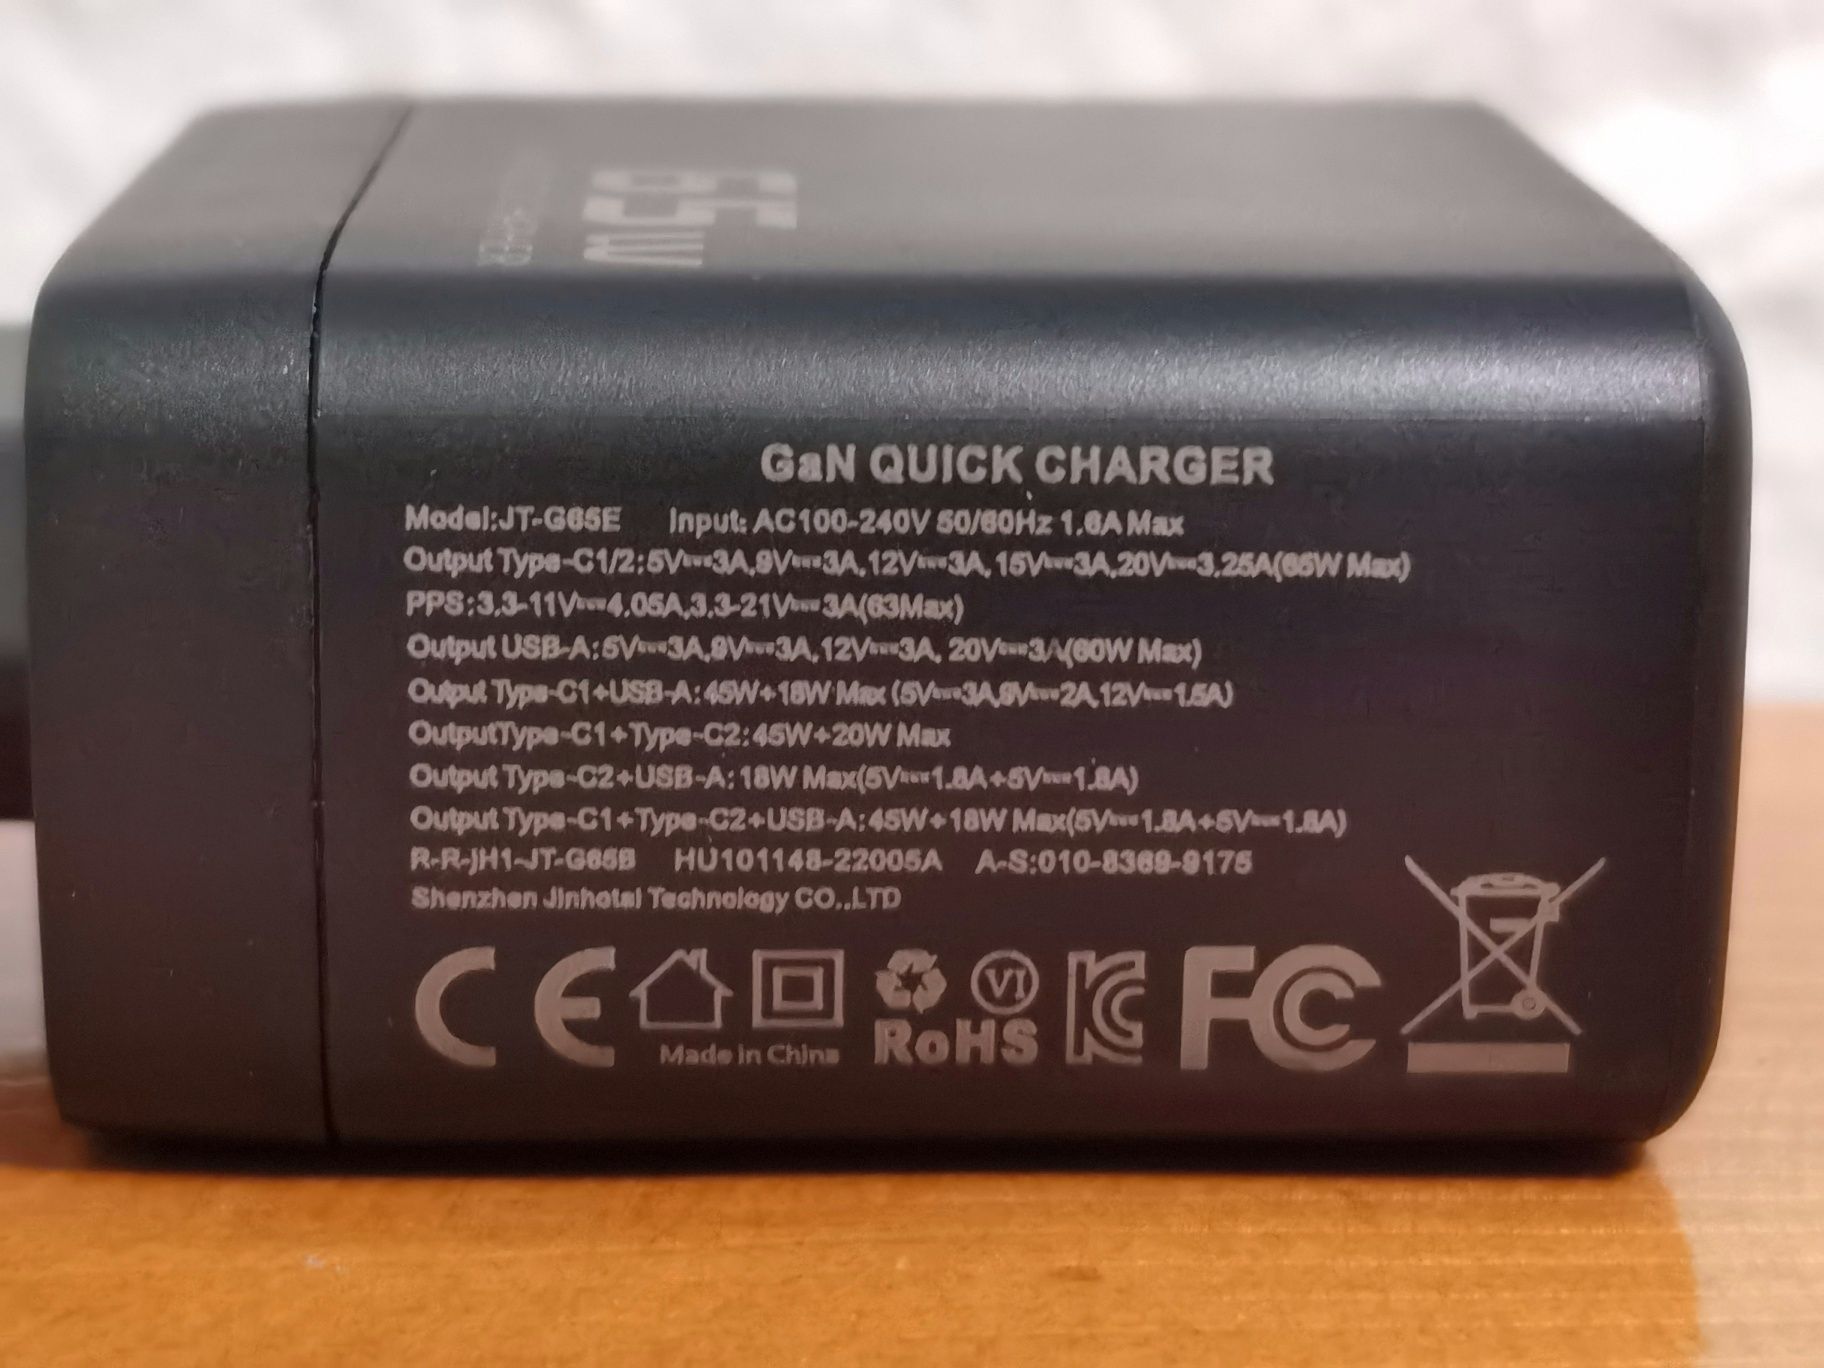 65W
GaN QUICK CHARGER
Model:JT-G65E Input: AC100-240V 50/60Hz 1.6A Max
Output Type-C1/2:5V⎓3A,9V⎓3A,12V⎓3A, 15V⎓3A,20V⎓3.25A(65W Max)
PPS:3.3-11V⎓4.05A,3.3-21V⎓3A(63Max)
Output USB-A:5V⎓3A,9V⎓3A,12V⎓3A, 20V⎓3A(60W Max)
Output Type-C1+USB-A: 45W+18W Max (5V⎓3A,9V⎓2A,12V⎓1.5A)
OutputType-C1+Type-C2: 45W+20W Max
Output Type-C2+USB-A: 18W Max(5V⎓1.8A+5V⎓1.8A)
Output Type-C1+Type-C2+USB-A: 45W+18W Max(5V⎓1.8A+5V⎓1.8A)
R-R-JH1-JT-G65B HU101148-22005A A-S:010-8369-9175
Shenzhen Jinhotai Technology CO.,LTD
CE VI KC FC
Made in China RoHS